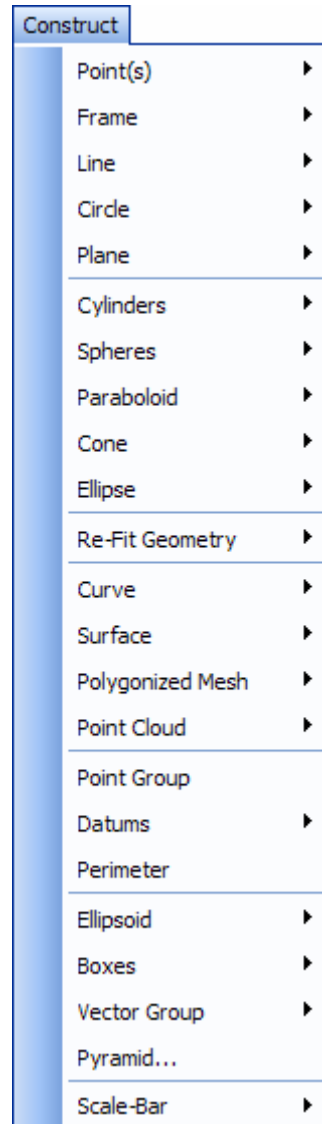 Construct
Point(s)
Frame
Line
Circle
Plane
Cylinders
Spheres
Paraboloid
Cone
Ellipse
Re-Fit Geometry
Curve
Surface
Polygonized Mesh
Point Cloud
Point Group
Datums
Perimeter
Ellipsoid
Boxes
Vector Group
Pyramid...
Scale-Bar